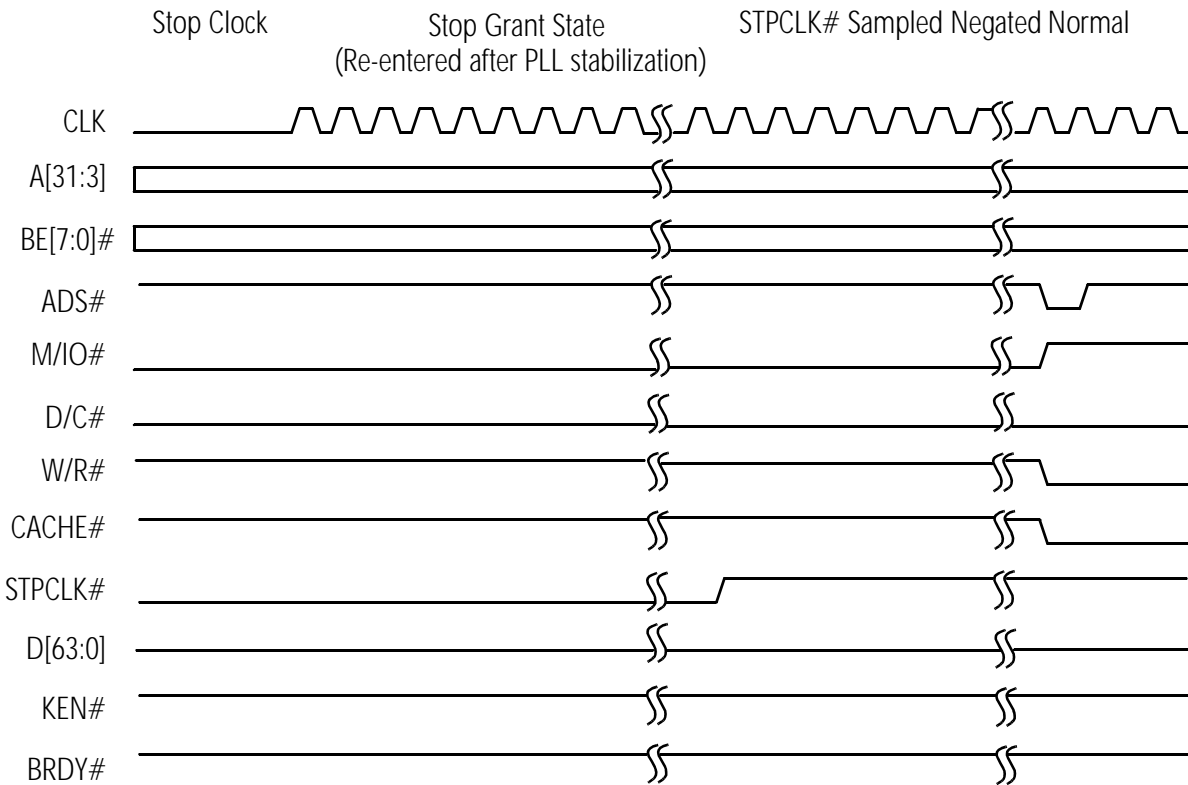 Stop Clock
Stop Grant State
(Re-entered after PLL stabilization)
STPCLK# Sampled Negated Normal
CLK
A[31:3]
BE[7:0]#
ADS#
M/IO#
D/C#
W/R#
CACHE#
STPCLK#
D[63:0]
KEN#
BRDY#